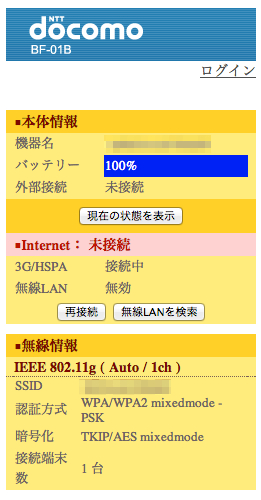 NTT
docomo
BF-01B
ログイン
■本体情報
機器名
バッテリー 100%
外部接続 未接続
現在の状態を表示
■Internet： 未接続
3G/HSPA 接続中
無線LAN 無効
再接続 無線LANを検索
■無線情報
IEEE 802.11g ( Auto / 1ch )
SSID
認証方式 WPA/WPA2 mixedmode -
PSK
暗号化 TKIP/AES mixedmode
接続端末
数 1 台